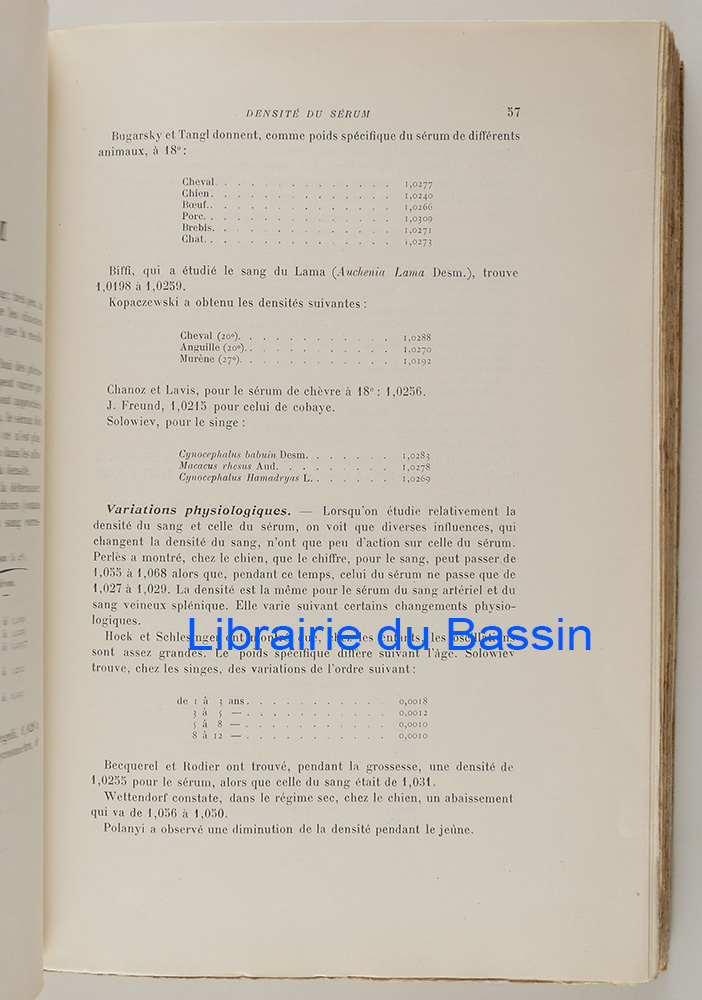 DENSITÉ DU SÉRUM 57
Bugarsky et Tangl donnent, comme poids spécifique du sérum de différents
animaux, à 18° :
Cheval. . . . . . . . . . . . . . 1,0277
Chien. . . . . . . . . . . . . . 1,0240
Bœuf. . . . . . . . . . . . . . 1,0266
Porc. . . . . . . . . . . . . . 1,0309
Brebis. . . . . . . . . . . . . . 1,0271
Chat. . . . . . . . . . . . . . 1,0273
Biffi, qui a étudié le sang du Lama (Auchenia Lama Desm.), trouve
1,0198 à 1,0259.
Kopaczewski a obtenu les densités suivantes :
Cheval (20°). . . . . . . . . . . . 1,0288
Anguille (20°). . . . . . . . . . . . 1,0270
Murène (27°). . . . . . . . . . . . 1,0192
Chanoz et Lavis, pour le sérum de chèvre à 18° : 1,0256.
J. Freund, 1,0215 pour celui de cobaye.
Solowiev, pour le singe :
Cynocephalus babuin Desm. . . . . . . 1,0283
Macacus rhesus Aud. . . . . . . . . 1,0278
Cynocephalus Hamadryas L. . . . . . . 1,0269
Variations physiologiques. — Lorsqu'on étudie relativement la
densité du sang et celle du sérum, on voit que diverses influences, qui
changent la densité du sang, n'ont que peu d'action sur celle du sérum.
Perlès a montré, chez le chien, que le chiffre, pour le sang, peut passer de
1,055 à 1,068 alors que, pendant ce temps, celui du sérum ne passe que de
1,027 à 1,029. La densité est la même pour le sérum du sang artériel et du
sang veineux splénique. Elle varie suivant certains changements physio-
logiques.
Hock et Schlesinger ont montré que, chez les enfants, les oscillations
sont assez grandes. Le poids spécifique diffère suivant l'âge. Solowiev
trouve, chez les singes, des variations de l'ordre suivant :
de 1 à 3 ans. . . . . . . . . . . 0,0018
3 à 5 — . . . . . . . . . . . 0,0012
5 à 8 — . . . . . . . . . . . 0,0010
8 à 12 — . . . . . . . . . . . 0,0010
Becquerel et Rodier ont trouvé, pendant la grossesse, une densité de
1,0255 pour le sérum, alors que celle du sang était de 1,031.
Wettendorf constate, dans le régime sec, chez le chien, un abaissement
qui va de 1,056 à 1,050.
Polanyi a observé une diminution de la densité pendant le jeûne.
Librairie du Bassin